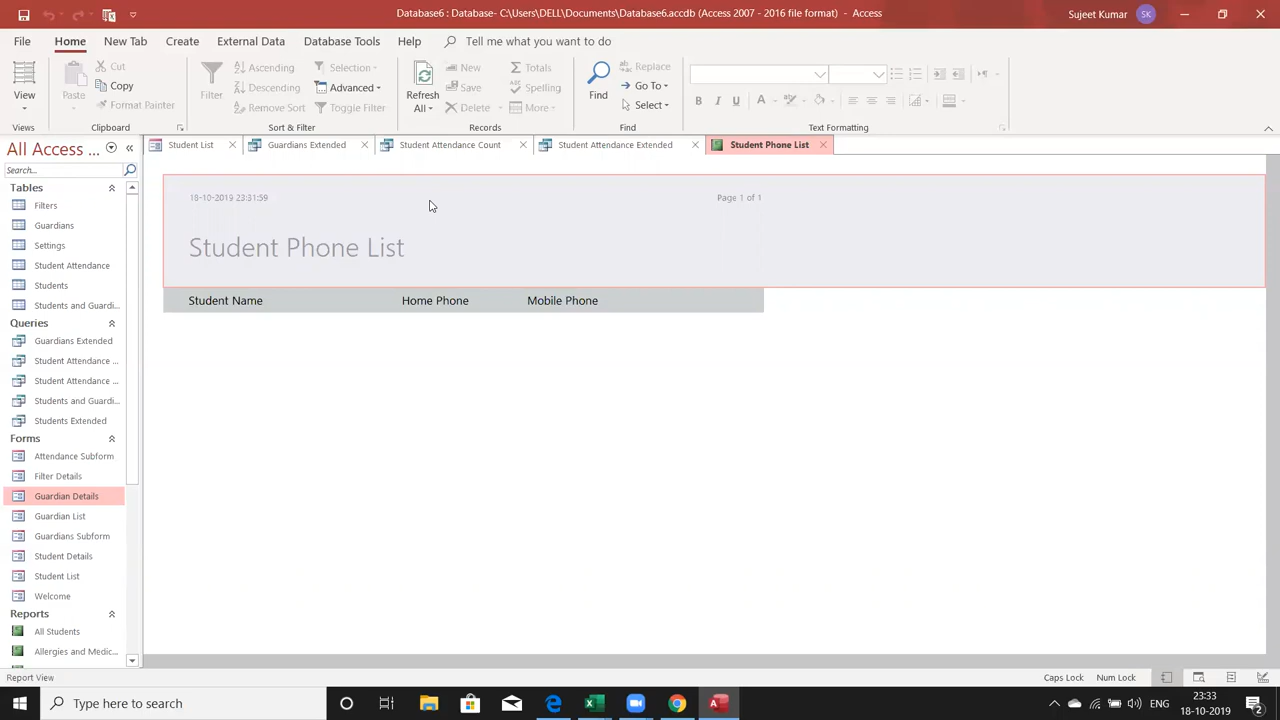 Database6 : Database- C:\Users\DELL\Documents\Database6.accdb (Access 2007 - 2016 file format) - Access
Sujeet Kumar SK
File Home New Tab Create External Data Database Tools Help Tell me what you want to do
View
Views
Paste
Cut
Copy
Format Painter
Clipboard
Filter
Ascending
Descending
Remove Sort
Selection
Advanced
Toggle Filter
Sort & Filter
Refresh
All
New
Save
Delete
Totals
Spelling
More
Records
Find
Replace
Go To
Select
Find
B I U A
Text Formatting
All Access ...
Search...
Tables
Filters
Guardians
Settings
Student Attendance
Students
Students and Guardi...
Queries
Guardians Extended
Student Attendance ...
Student Attendance ...
Students and Guardi...
Students Extended
Forms
Attendance Subform
Filter Details
Guardian Details
Guardian List
Guardians Subform
Student Details
Student List
Welcome
Reports
All Students
Allergies and Medic...
Student List Guardians Extended Student Attendance Count Student Attendance Extended Student Phone List
18-10-2019 23:31:59 Page 1 of 1
Student Phone List
Student Name Home Phone Mobile Phone
Report View Caps Lock Num Lock
Type here to search
ENG
23:33
18-10-2019
2